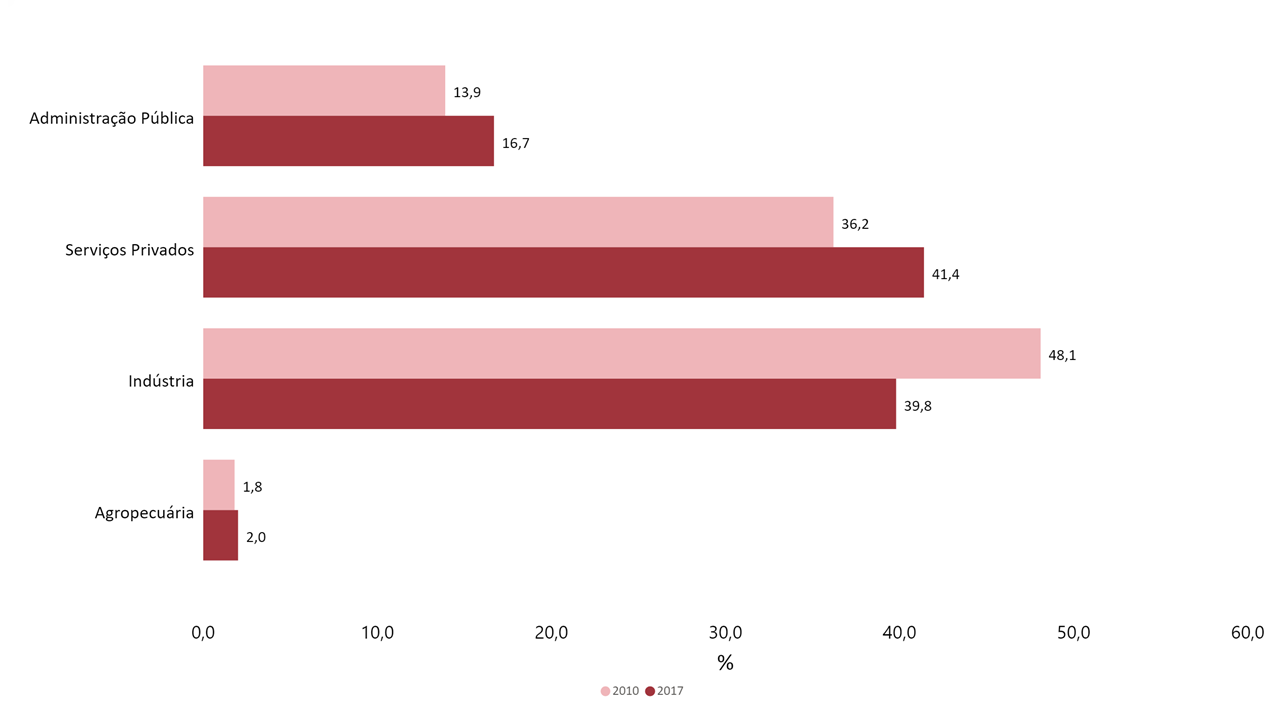 13,9
Administração Pública
16,7
36,2
Serviços Privados
41,4
48,1
Indústria
39,8
1,8
Agropecuária
2,0
0,0 10,0 20,0 30,0 40,0 50,0 60,0
%
2010 2017